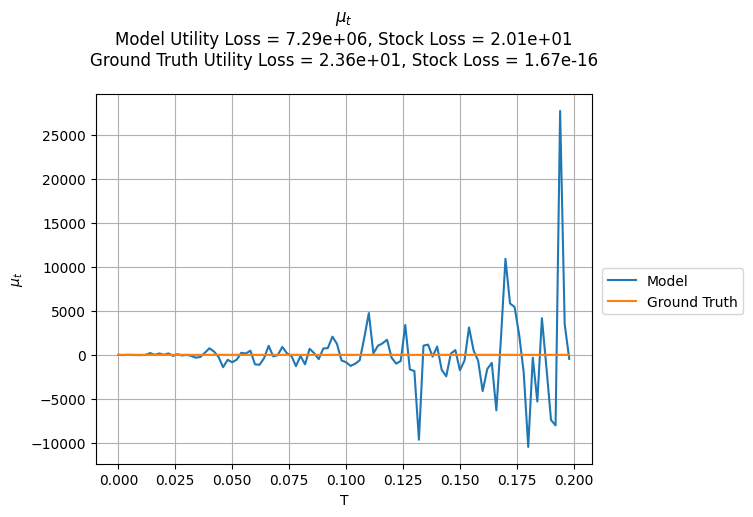 μₜ
Model Utility Loss = 7.29e+06, Stock Loss = 2.01e+01
Ground Truth Utility Loss = 2.36e+01, Stock Loss = 1.67e-16
μₜ
25000
20000
15000
10000
5000
0
−5000
−10000
0.000
0.025
0.050
0.075
0.100
0.125
0.150
0.175
0.200
T
Model
Ground Truth